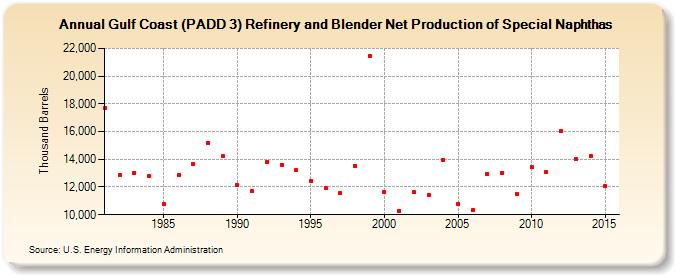 Annual Gulf Coast (PADD 3) Refinery and Blender Net Production of Special Naphthas
Thousand Barrels
22,000
20,000
18,000
16,000
14,000
12,000
10,000
1985 1990 1995 2000 2005 2010 2015
Source: U.S. Energy Information Administration